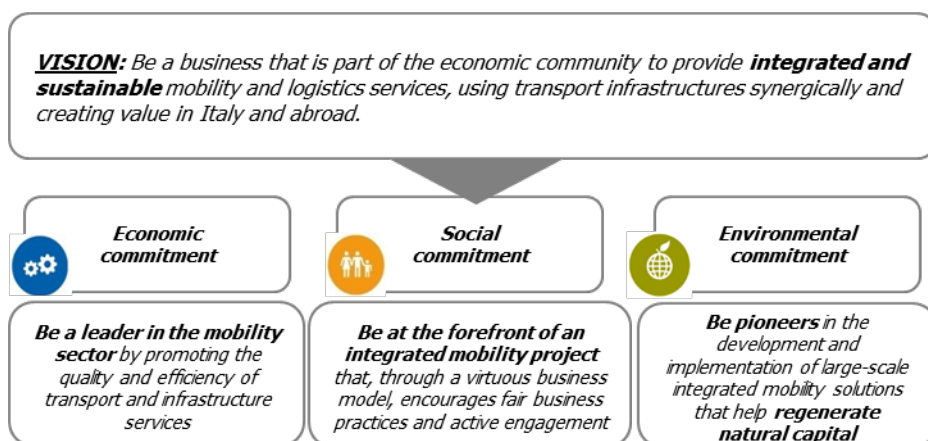 VISION: Be a business that is part of the economic community to provide integrated and
sustainable mobility and logistics services, using transport infrastructures synergically and
creating value in Italy and abroad.
Economic
commitment
Social
commitment
Environmental
commitment
Be a leader in the mobility
sector by promoting the
quality and efficiency of
transport and infrastructure
services
Be at the forefront of an
integrated mobility project
that, through a virtuous business
model, encourages fair business
practices and active engagement
Be pioneers in the
development and
implementation of large-scale
integrated mobility solutions
that help regenerate
natural capital